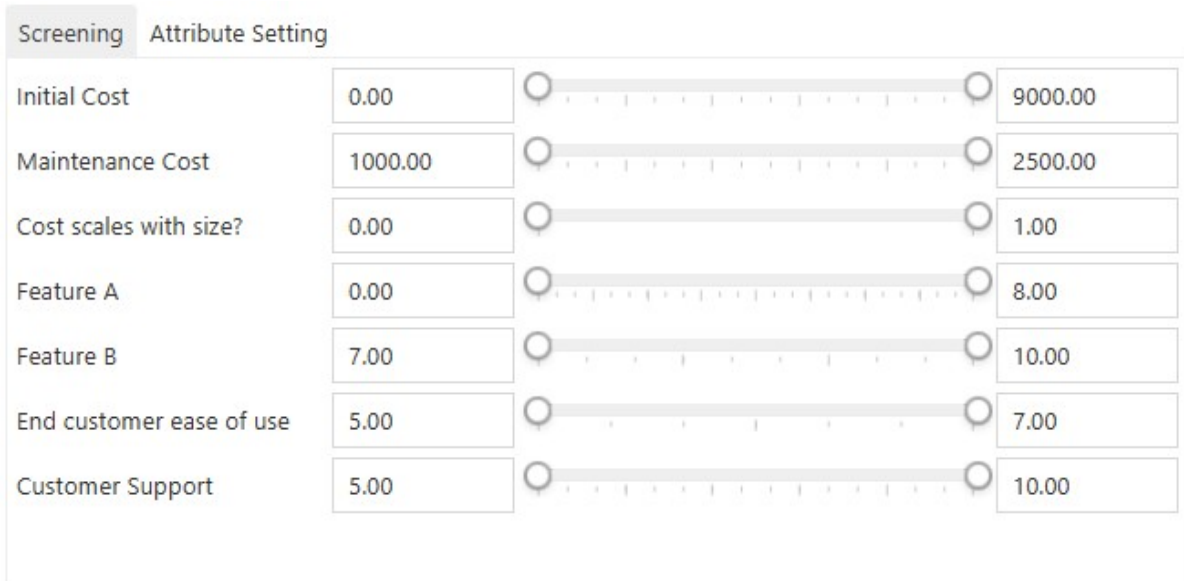 Screening Attribute Setting
Initial Cost 0.00 9000.00
Maintenance Cost 1000.00 2500.00
Cost scales with size? 0.00 1.00
Feature A 0.00 8.00
Feature B 7.00 10.00
End customer ease of use 5.00 7.00
Customer Support 5.00 10.00